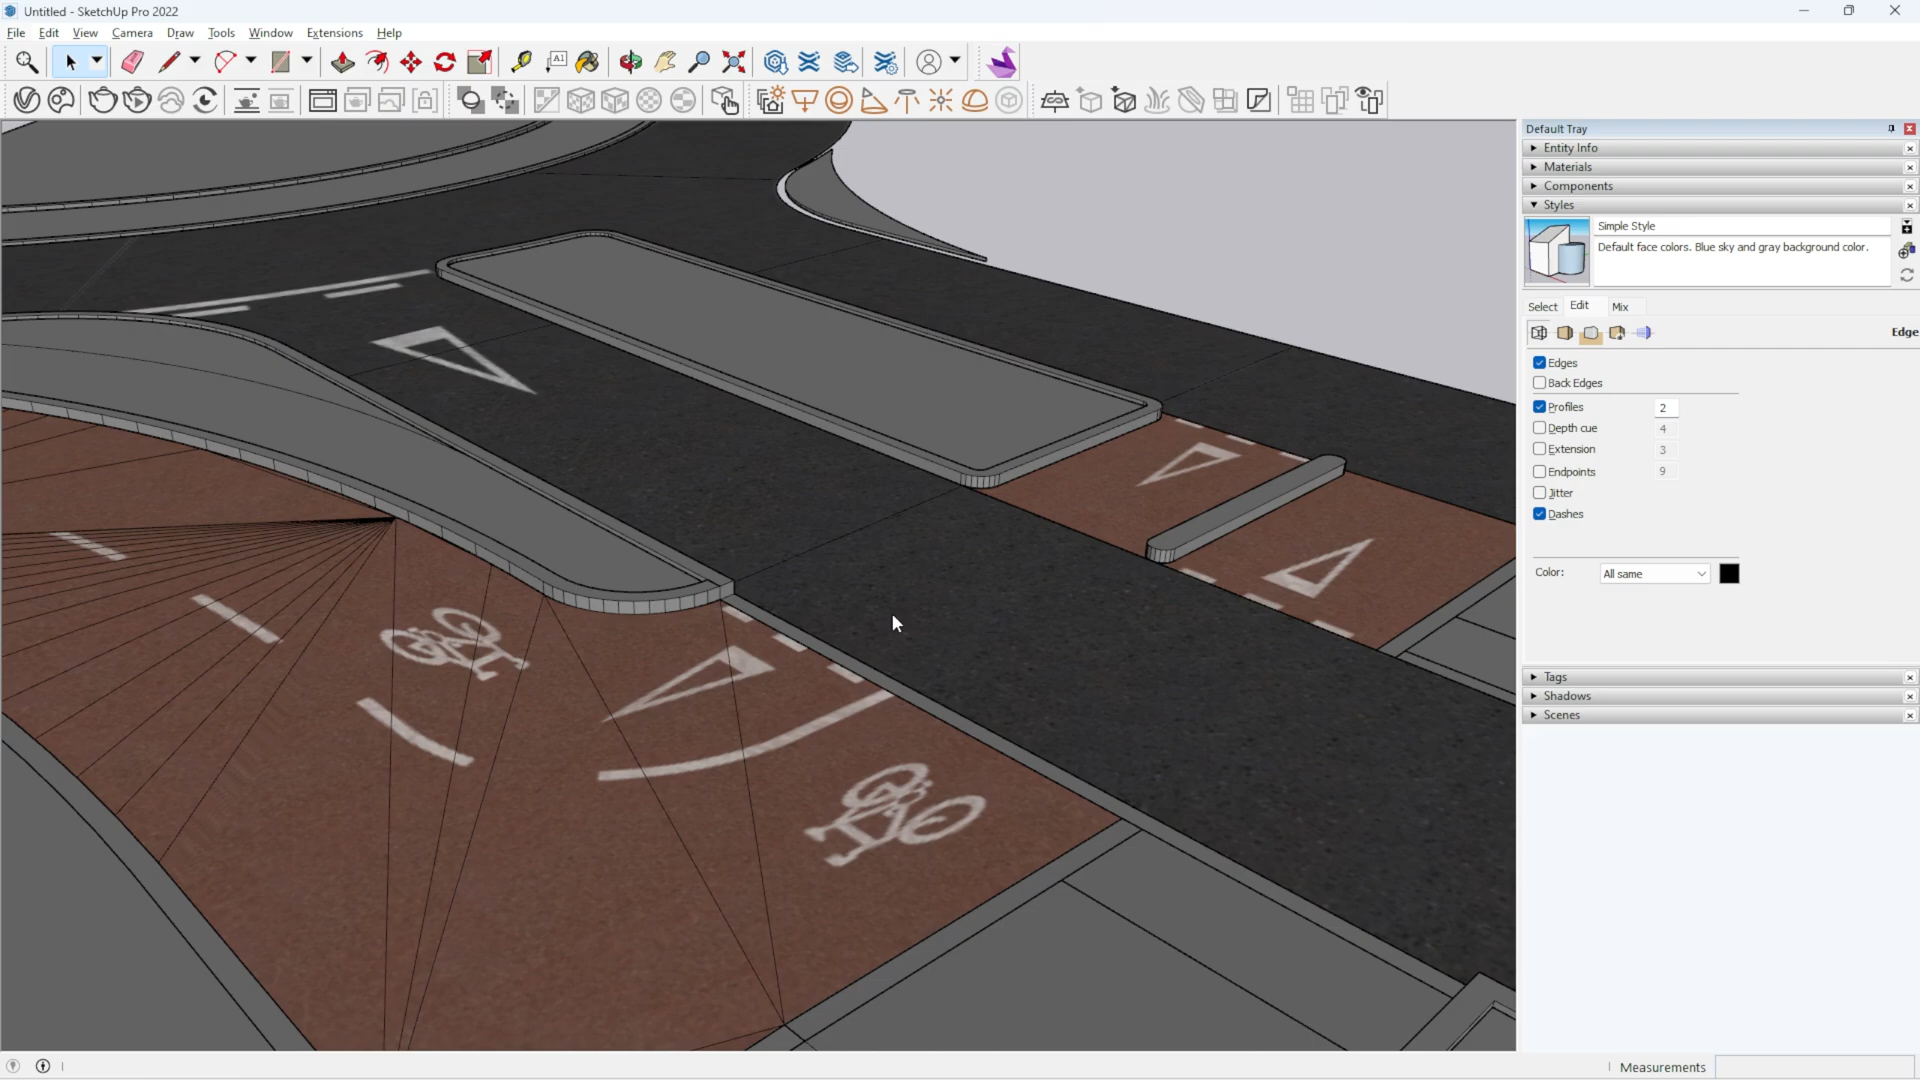 Untitled - SketchUp Pro 2022
File Edit View Camera Draw Tools Window Extensions Help
A1
Default Tray
Entity Info
Materials
Components
Styles
Simple Style
Default face colors. Blue sky and gray background color.
Select Edit Mix
Edge
Edges
Back Edges
Profiles 2
Depth cue 4
Extension 3
Endpoints 9
Jitter
Dashes
Color: All same
Tags
Shadows
Scenes
Measurements